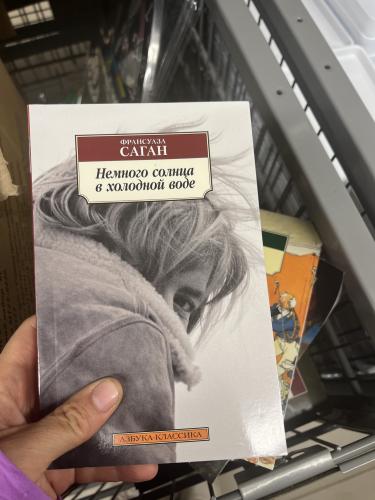 ФРАНСУАЗА
САГАН
Немного солнца
в холодной воде
АЗБУКА-КЛАССИКА